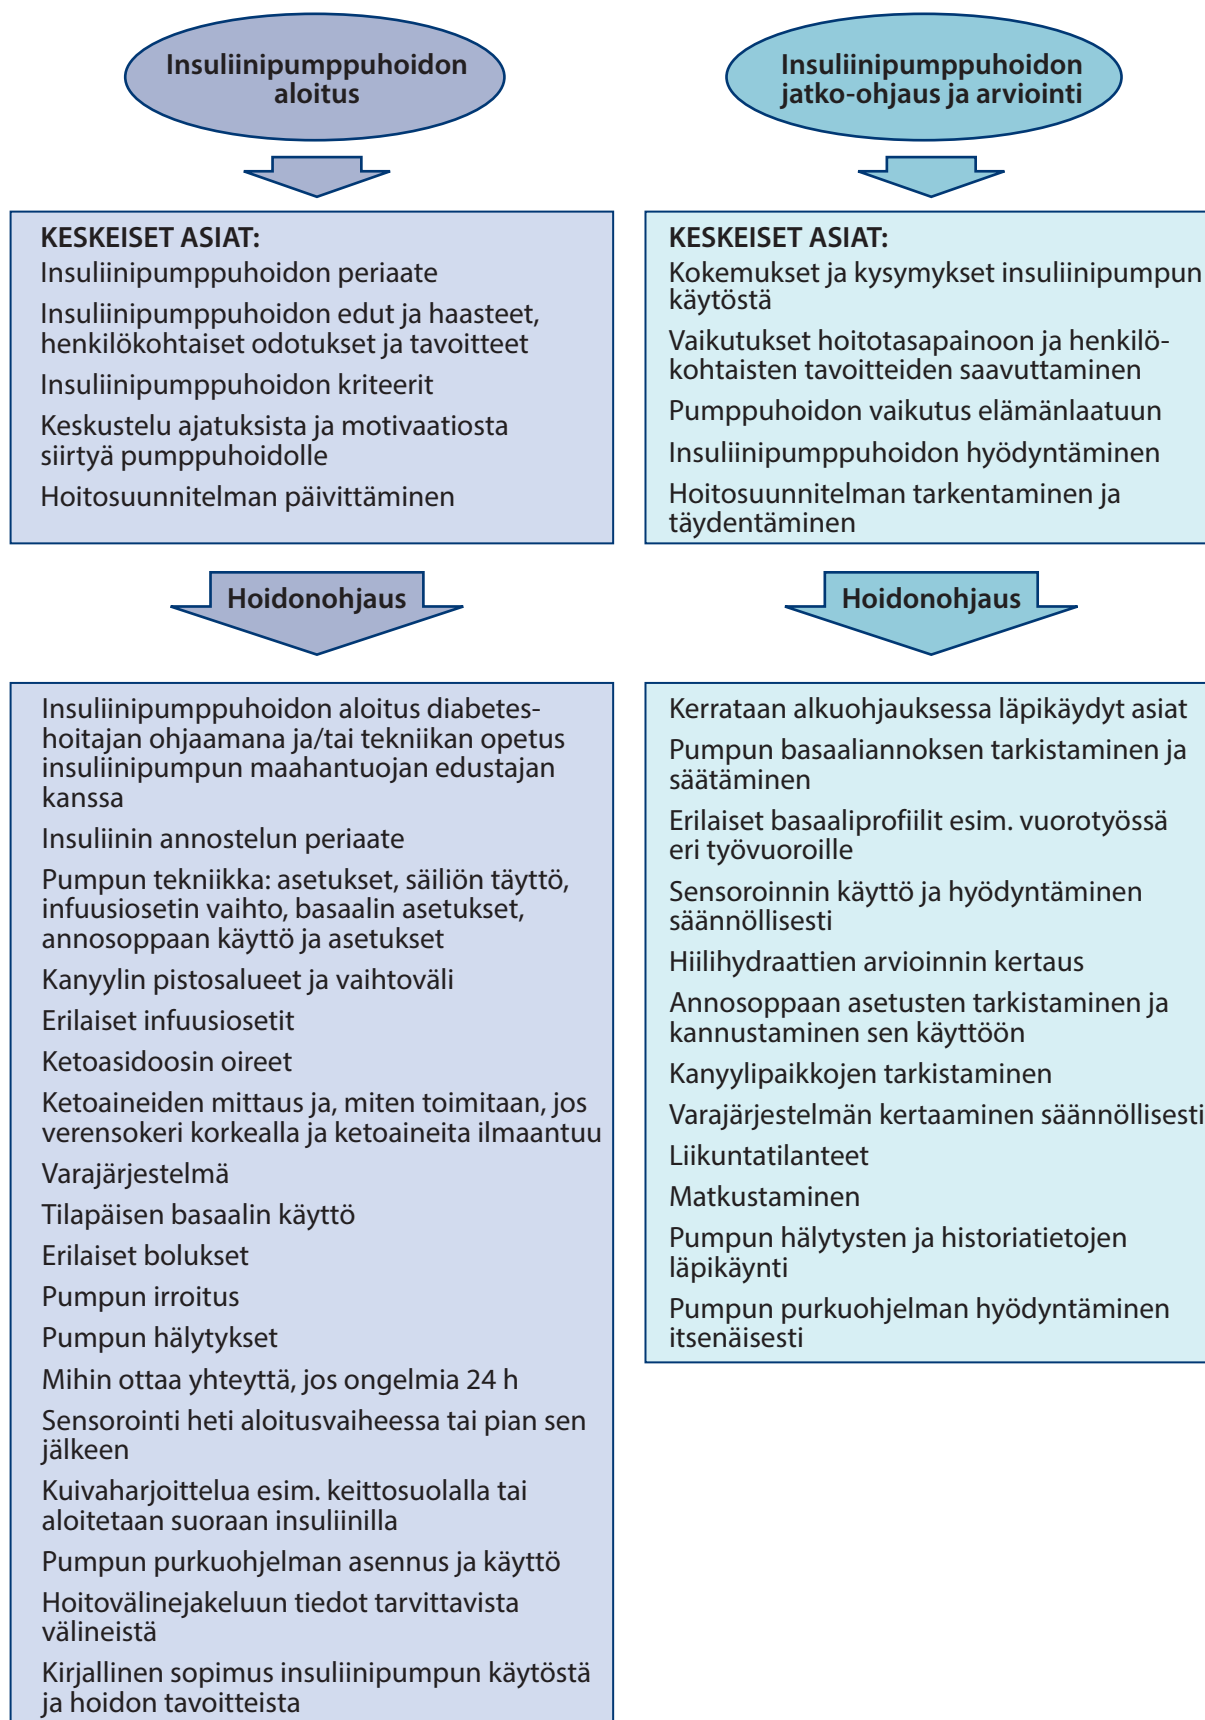 Insuliinipumppuhoidon
aloitus
KESKEISET ASIAT:
Insuliinipumppuhoidon periaate
Insuliinipumppuhoidon edut ja haasteet,
henkilökohtaiset odotukset ja tavoitteet
Insuliinipumppuhoidon kriteerit
Keskustelu ajatuksista ja motivaatiosta
siirtyä pumppuhoidolle
Hoitosuunnitelman päivittäminen
Hoidonohjaus
Insuliinipumppuhoidon aloitus diabetes-
hoitajan ohjaamana ja/tai tekniikan opetus
insuliinipumpun maahantuojan edustajan
kanssa
Insuliinin annostelun periaate
Pumpun tekniikka: asetukset, säiliön täyttö,
infuusiosetin vaihto, basaalin asetukset,
annosoppaan käyttö ja asetukset
Kanyylin pistosalueet ja vaihtoväli
Erilaiset infuusiosetit
Ketoasidoosin oireet
Ketoaineiden mittaus ja, miten toimitaan, jos
verensokeri korkealla ja ketoaineita ilmaantuu
Varajärjestelmä
Tilapäisen basaalin käyttö
Erilaiset bolukset
Pumpun irroitus
Pumpun hälytykset
Mihin ottaa yhteyttä, jos ongelmia 24 h
Sensorointi heti aloitusvaiheessa tai pian sen
jälkeen
Kuivaharjoittelua esim. keittosuolalla tai
aloitetaan suoraan insuliinilla
Pumpun purkuohjelman asennus ja käyttö
Hoitovälinejakeluun tiedot tarvittavista
välineistä
Kirjallinen sopimus insuliinipumpun käytöstä
ja hoidon tavoitteista
Insuliinipumppuhoidon
jatko-ohjaus ja arviointi
KESKEISET ASIAT:
Kokemukset ja kysymykset insuliinipumpun
käytöstä
Vaikutukset hoitotasapainoon ja henkilö-
kohtaisten tavoitteiden saavuttaminen
Pumppuhoidon vaikutus elämänlaatuun
Insuliinipumppuhoidon hyödyntäminen
Hoitosuunnitelman tarkentaminen ja
täydentäminen
Hoidonohjaus
Kerrataan alkuohjauksessa läpikäydyt asiat
Pumpun basaaliannoksen tarkistaminen ja
säätäminen
Erilaiset basaaliprofiilit esim. vuorotyössä
eri työvuoroille
Sensoroinnin käyttö ja hyödyntäminen
säännöllisesti
Hiilihydraattien arvioinnin kertaus
Annosoppaan asetusten tarkistaminen ja
kannustaminen sen käyttöön
Kanyylipaikkojen tarkistaminen
Varajärjestelmän kertaaminen säännöllisesti
Liikuntatilanteet
Matkustaminen
Pumpun hälytysten ja historiatietojen
läpikäynti
Pumpun purkuohjelman hyödyntäminen
itsenäisesti